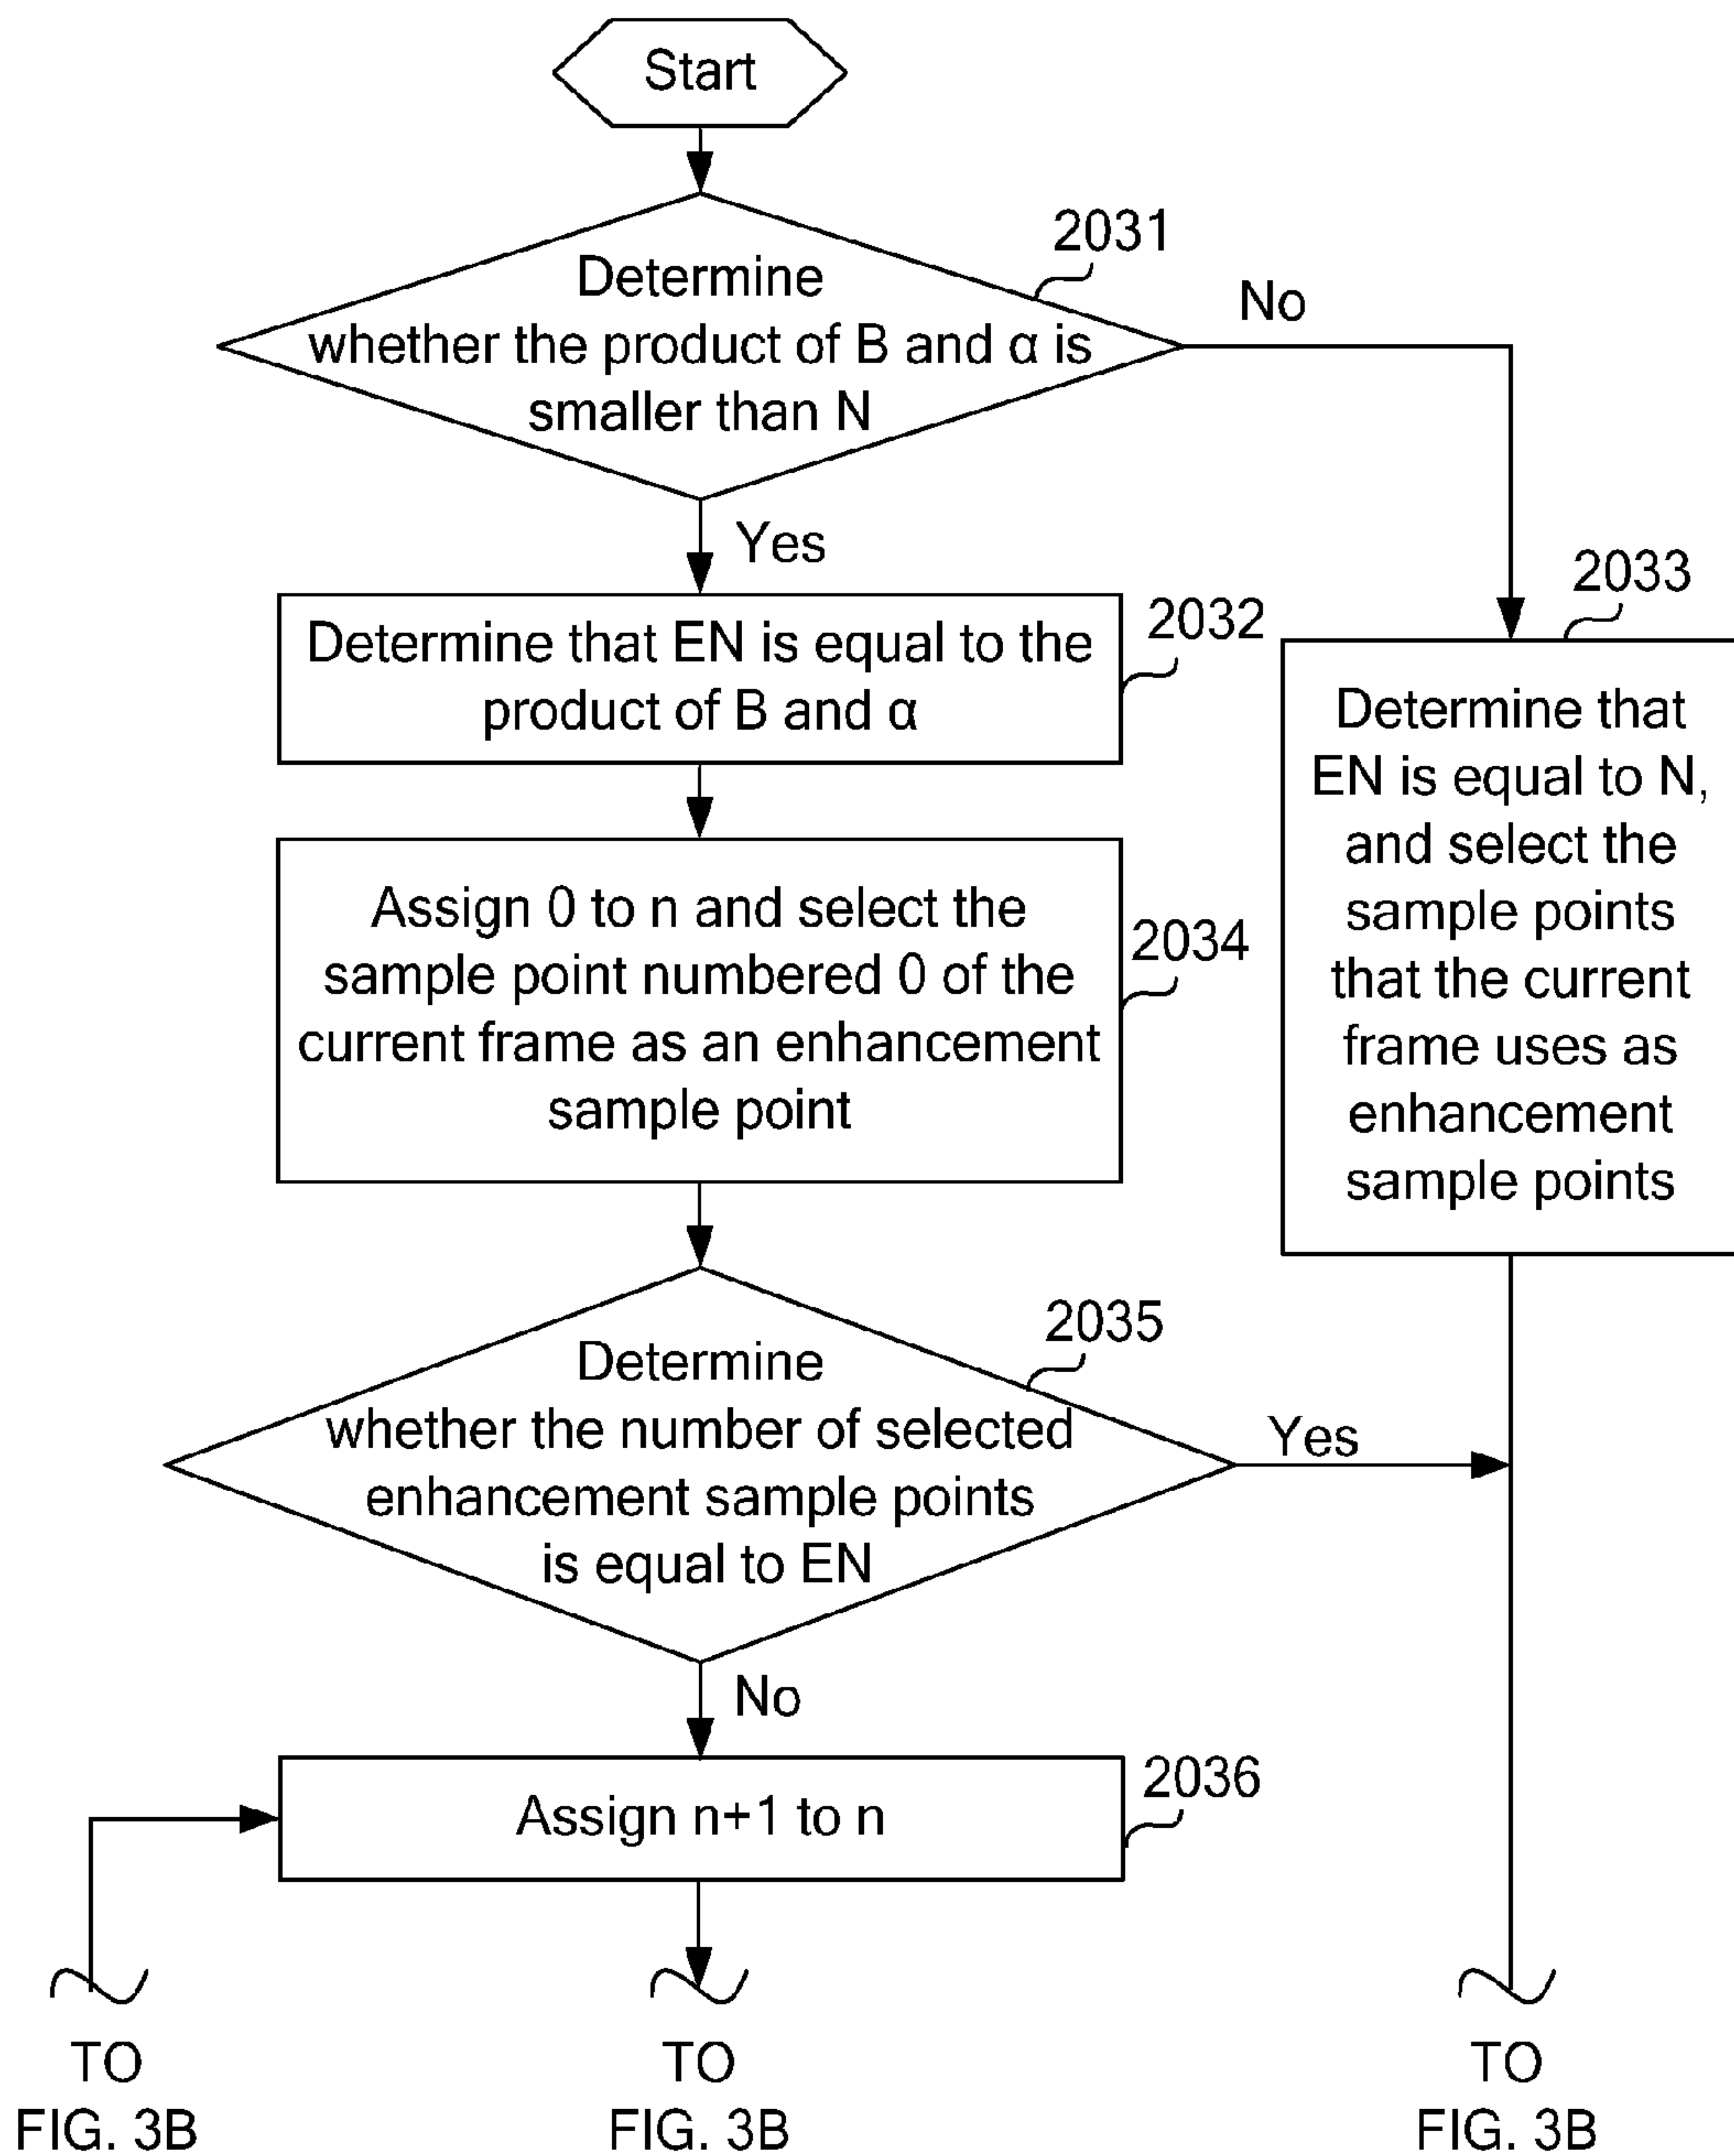 Start
2031
Determine
whether the product of B and α is
smaller than N
No
Yes
2032
Determine that EN is equal to the
product of B and α
2033
Determine that
EN is equal to N,
and select the
sample points
that the current
frame uses as
enhancement
sample points
Assign 0 to n and select the
sample point numbered 0 of the
current frame as an enhancement
sample point
2034
2035
Determine
whether the number of selected
enhancement sample points
is equal to EN
Yes
No
2036
Assign n+1 to n
TO
FIG. 3B
TO
FIG. 3B
TO
FIG. 3B